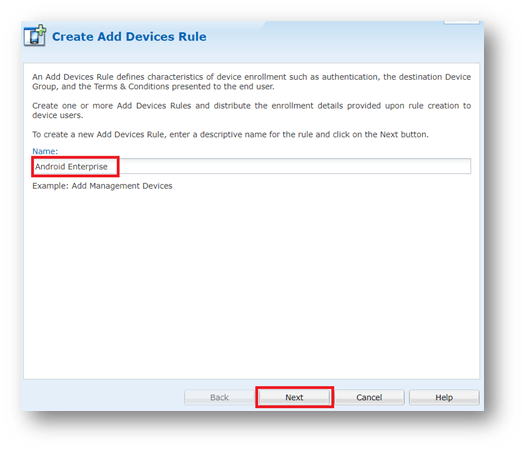 Create Add Devices Rule
An Add Devices Rule defines characteristics of device enrollment such as authentication, the destination Device
Group, and the Terms & Conditions presented to the end user.
Create one or more Add Devices Rules and distribute the enrollment details provided upon rule creation to
device users.
To create a new Add Devices Rule, enter a descriptive name for the rule and click on the Next button.
Name:
Android Enterprise
Example: Add Management Devices
Back Next Cancel Help